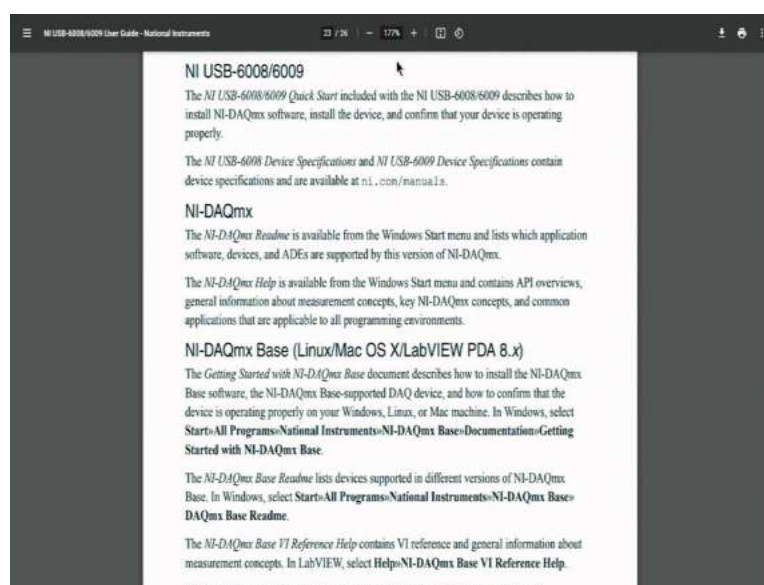 NI USB-6008/6009 User Guide - National Instruments
23 / 26
177%
NI USB-6008/6009
The NI USB-6008/6009 Quick Start included with the NI USB-6008/6009 describes how to
install NI-DAQmx software, install the device, and confirm that your device is operating
properly.
The NI USB-6008 Device Specifications and NI USB-6009 Device Specifications contain
device specifications and are available at ni.com/manuals.
NI-DAQmx
The NI-DAQmx Readme is available from the Windows Start menu and lists which application
software, devices, and ADEs are supported by this version of NI-DAQmx.
The NI-DAQmx Help is available from the Windows Start menu and contains API overviews,
general information about measurement concepts, key NI-DAQmx concepts, and common
applications that are applicable to all programming environments.
NI-DAQmx Base (Linux/Mac OS X/LabVIEW PDA 8.x)
The Getting Started with NI-DAQmx Base document describes how to install the NI-DAQmx
Base software, the NI-DAQmx Base-supported DAQ device, and how to confirm that the
device is operating properly on your Windows, Linux, or Mac machine. In Windows, select
Start»All Programs»National Instruments»NI-DAQmx Base»Documentation»Getting
Started with NI-DAQmx Base.
The NI-DAQmx Base Readme lists devices supported in different versions of NI-DAQmx
Base. In Windows, select Start»All Programs»National Instruments»NI-DAQmx Base»
DAQmx Base Readme.
The NI-DAQmx Base VI Reference Help contains VI reference and general information about
measurement concepts. In LabVIEW, select Help»NI-DAQmx Base VI Reference Help.